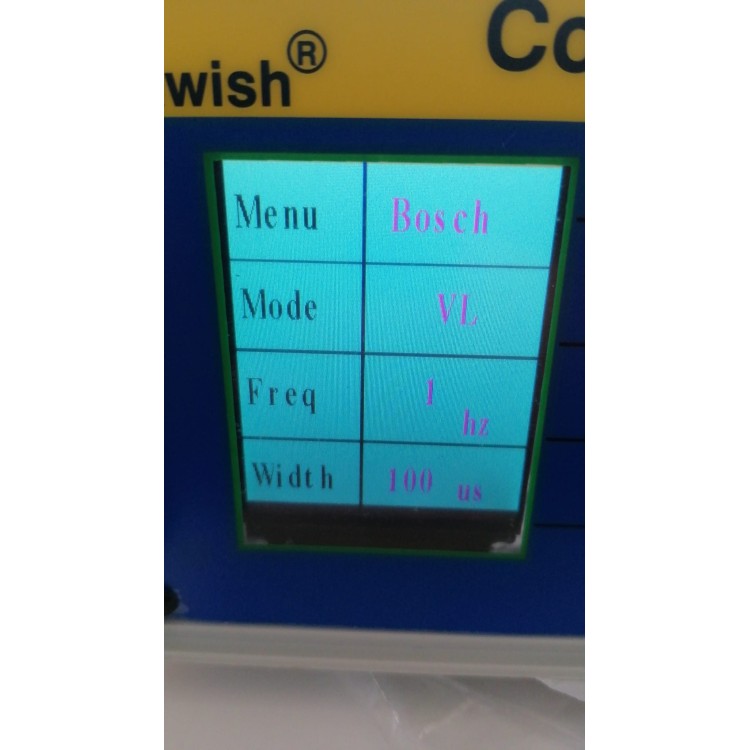 Co
wish®
Menu Bosch
Mode VL
Freq 1 hz
Width 100 us